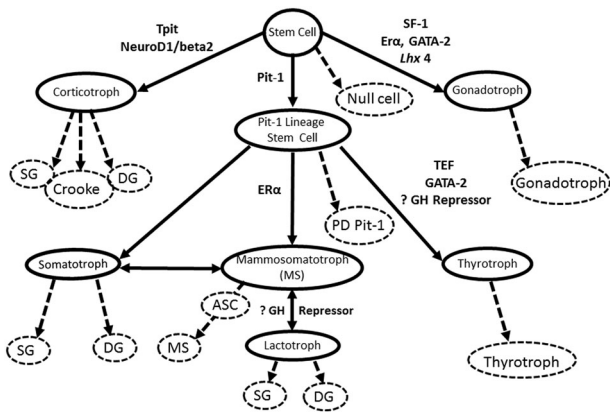 Stem Cell
Tpit
NeuroD1/beta2
SF-1
Erα, GATA-2
Lhx 4
Pit-1
Corticotroph
Null cell
Gonadotroph
Pit-1 Lineage
Stem Cell
SG
Crooke
DG
Gonadotroph
TEF
GATA-2
? GH Repressor
ERα
PD Pit-1
Somatotroph
Mammosomatotroph
(MS)
Thyrotroph
ASC
? GH Repressor
SG
DG
MS
Lactotroph
Thyrotroph
SG
DG